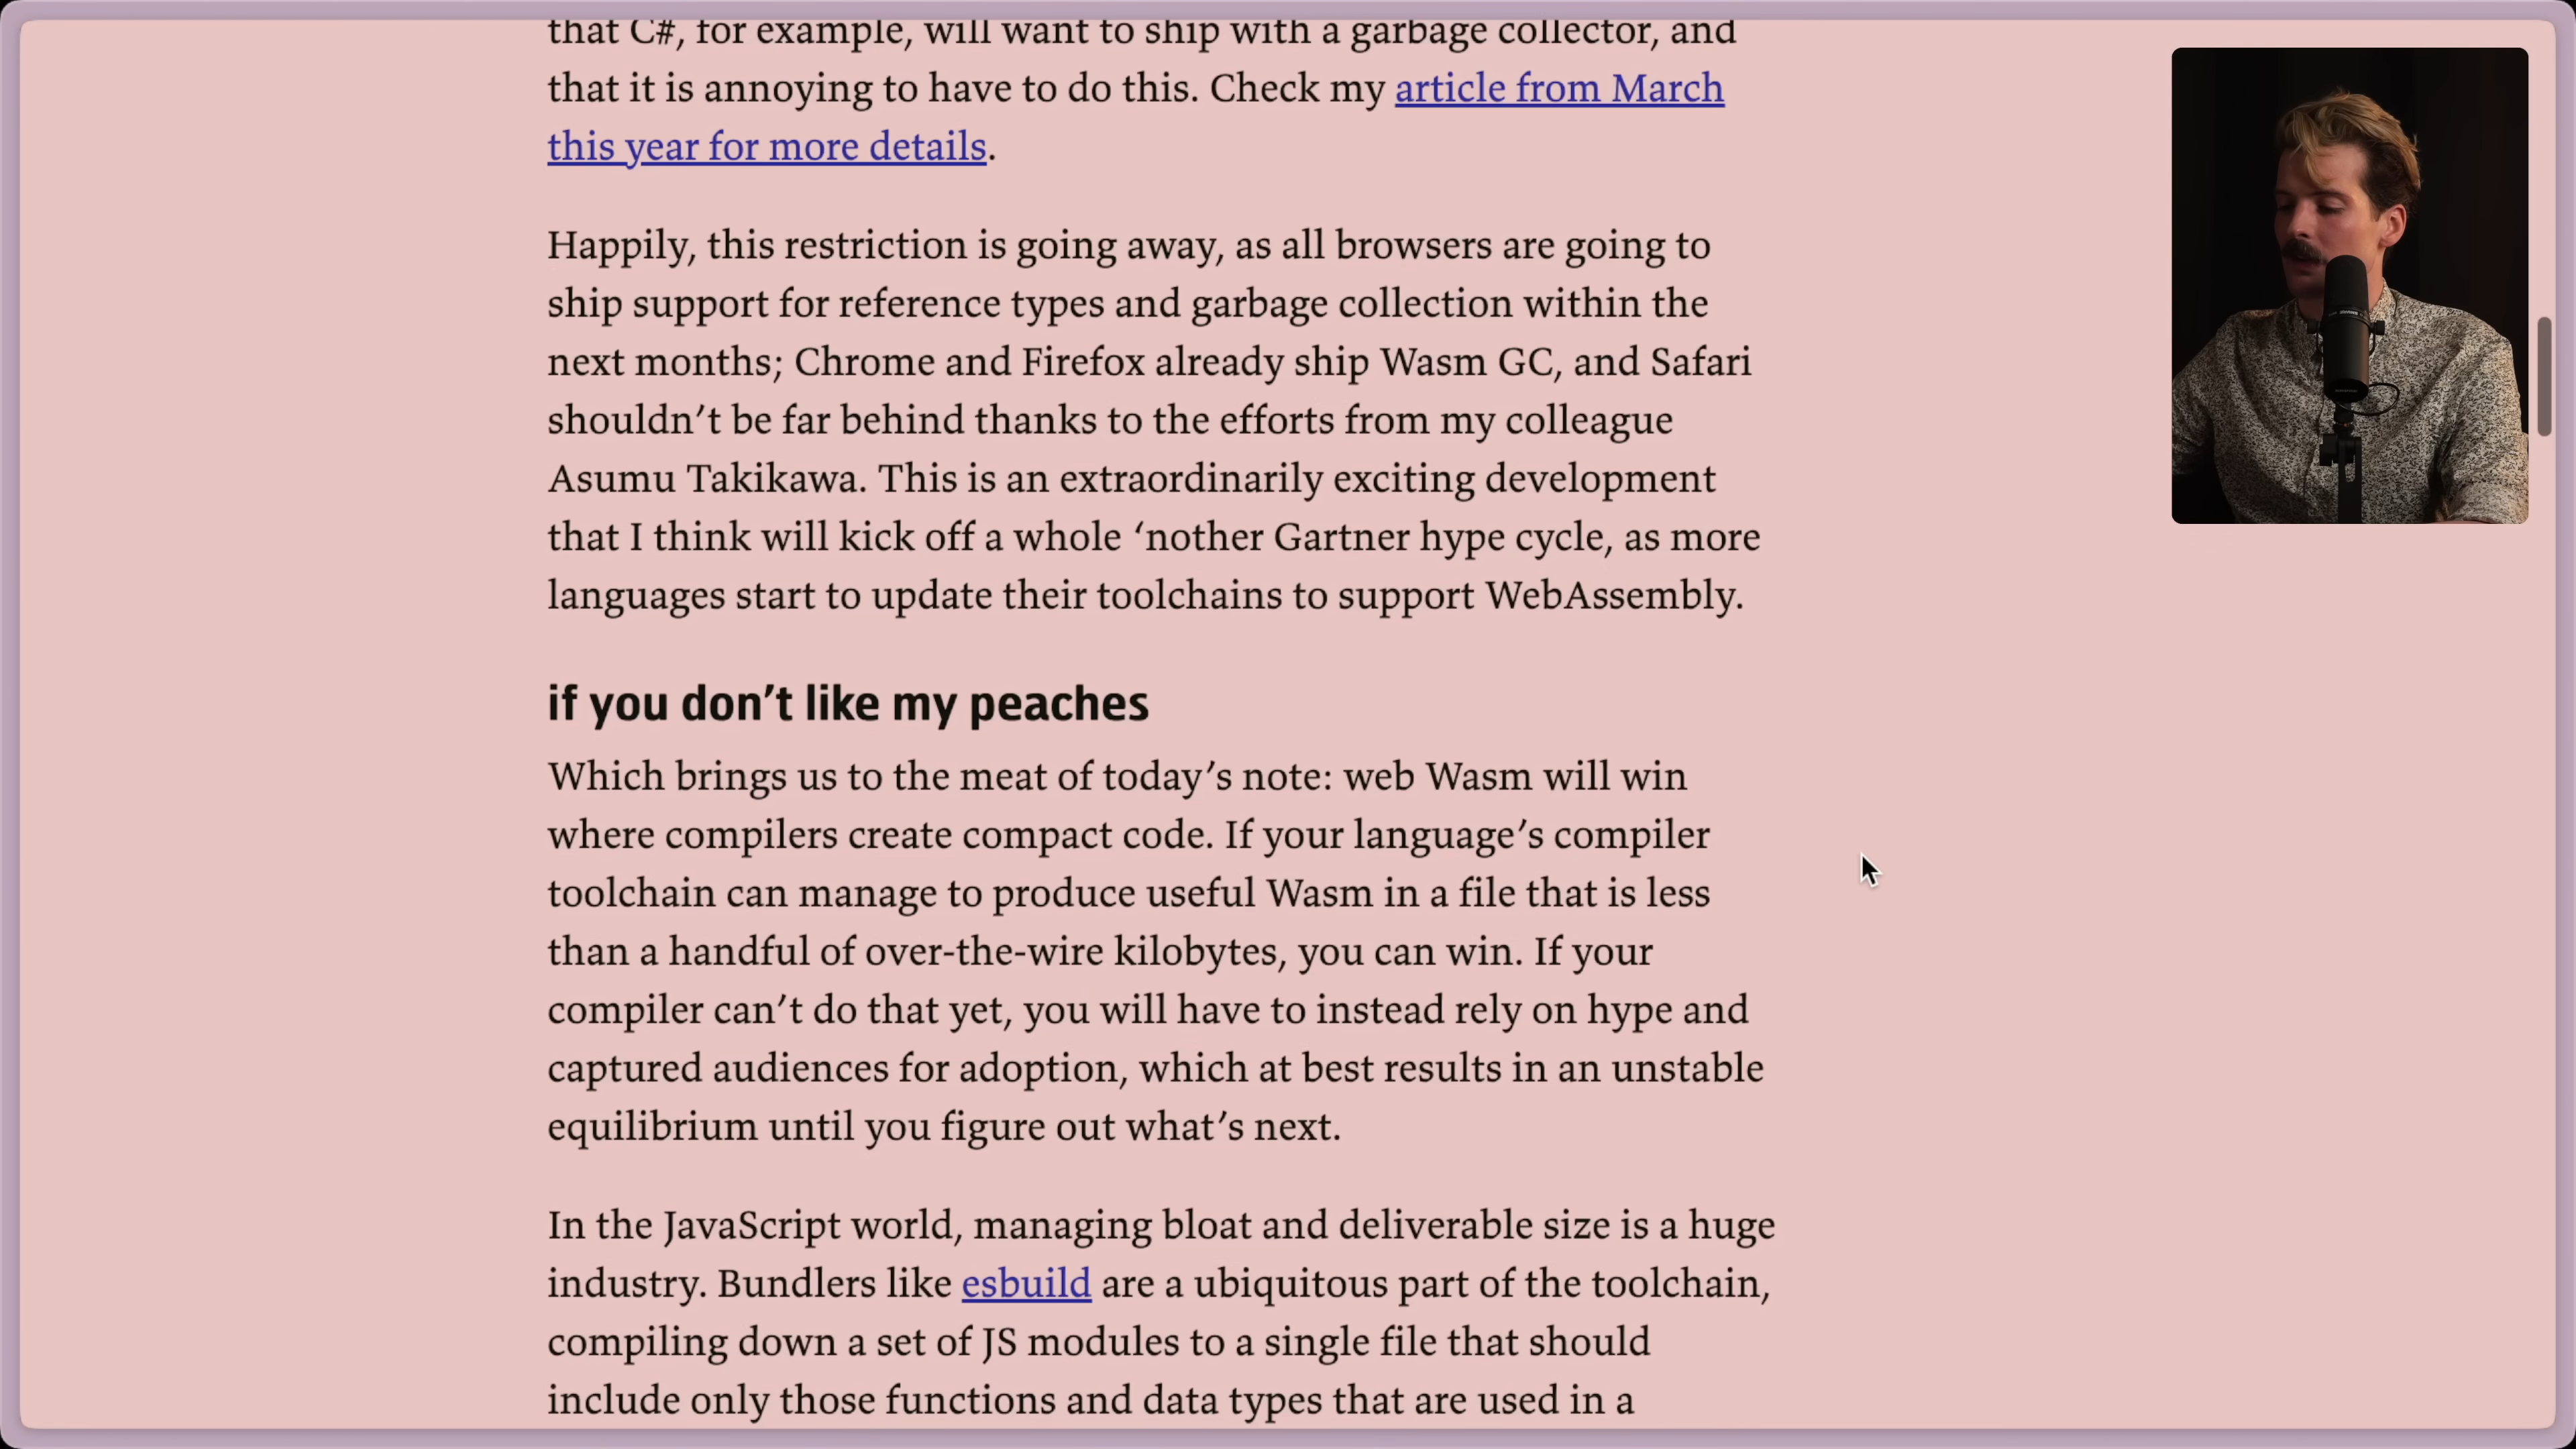 that C#, for example, will want to ship with a garbage collector, and
that it is annoying to have to do this. Check my article from March
this year for more details.
Happily, this restriction is going away, as all browsers are going to
ship support for reference types and garbage collection within the
next months; Chrome and Firefox already ship Wasm GC, and Safari
shouldn’t be far behind thanks to the efforts from my colleague
Asumu Takikawa. This is an extraordinarily exciting development
that I think will kick off a whole ‘nother Gartner hype cycle, as more
languages start to update their toolchains to support WebAssembly.
if you don’t like my peaches
Which brings us to the meat of today’s note: web Wasm will win
where compilers create compact code. If your language’s compiler
toolchain can manage to produce useful Wasm in a file that is less
than a handful of over-the-wire kilobytes, you can win. If your
compiler can’t do that yet, you will have to instead rely on hype and
captured audiences for adoption, which at best results in an unstable
equilibrium until you figure out what’s next.
In the JavaScript world, managing bloat and deliverable size is a huge
industry. Bundlers like esbuild are a ubiquitous part of the toolchain,
compiling down a set of JS modules to a single file that should
include only those functions and data types that are used in a